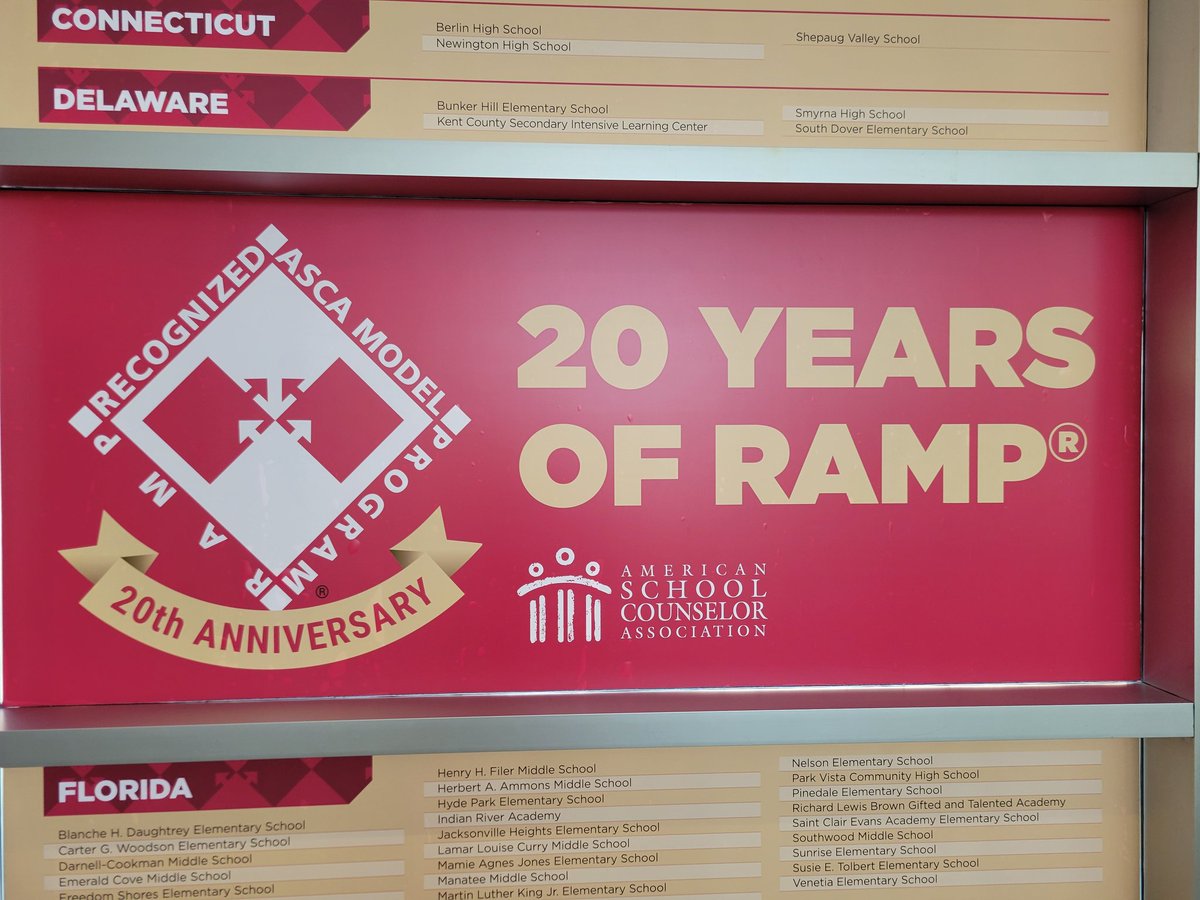 CONNECTICUT
Berlin High School
Newington High School
Shepaug Valley School
DELAWARE
Bunker Hill Elementary School
Kent County Secondary Intensive Learning Center
Smyrna High School
South Dover Elementary School
RECOGNIZED
ASCA MODEL
PROGRAM
RAMP
®
20th ANNIVERSARY
20 YEARS
OF RAMP®
AMERICAN
SCHOOL
COUNSELOR
ASSOCIATION
FLORIDA
Blanche H. Daughtrey Elementary School
Carter G. Woodson Elementary School
Darnell-Cookman Middle School
Emerald Cove Middle School
Freedom Shores Elementary School
Henry H. Filer Middle School
Herbert A. Ammons Middle School
Hyde Park Elementary School
Indian River Academy
Jacksonville Heights Elementary School
Lamar Louise Curry Middle School
Mamie Agnes Jones Elementary School
Manatee Middle School
Martin Luther King Jr. Elementary School
Nelson Elementary School
Park Vista Community High School
Pinedale Elementary School
Richard Lewis Brown Gifted and Talented Academy
Saint Clair Evans Academy Elementary School
Southwood Middle School
Sunrise Elementary School
Susie E. Tolbert Elementary School
Venetia Elementary School